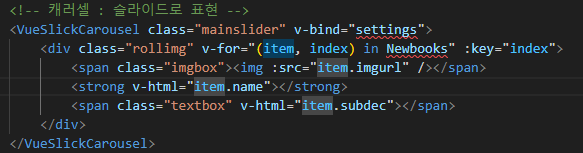 <!-- 캐러셀 : 슬라이드로 표현 -->
<VueSlickCarousel class="mainslider" v-bind="settings">
<div class="rollimg" v-for="(item, index) in Newbooks" :key="index">
<span class="imgbox"><img :src="item.imgurl" /></span>
<strong v-html="item.name"></strong>
<span class="textbox" v-html="item.subdec"></span>
</div>
</VueSlickCarousel>